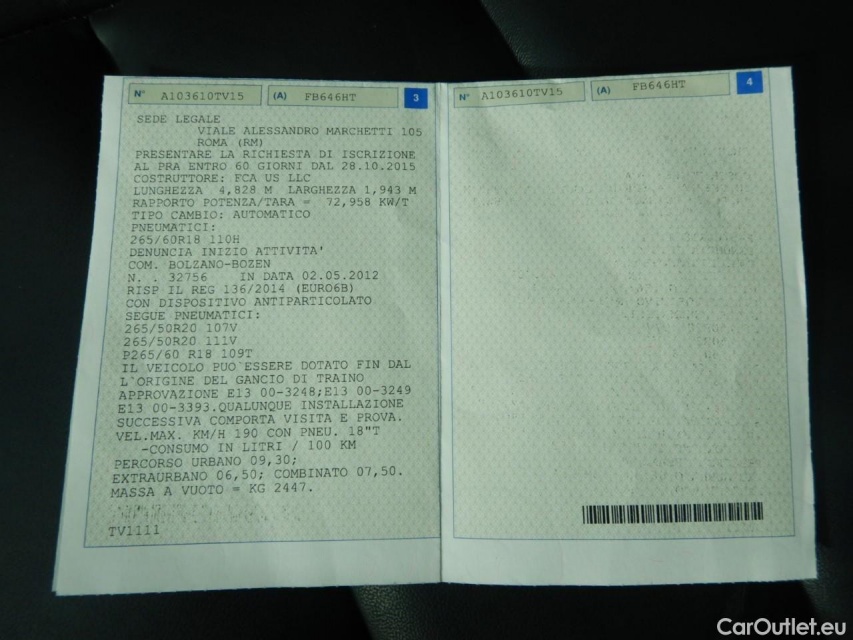 N° A103610TV15 (A) FB646HT 3
SEDE LEGALE
VIALE ALESSANDRO MARCHETTI 105
ROMA (RM)
PRESENTARE LA RICHIESTA DI ISCRIZIONE
AL PRA ENTRO 60 GIORNI DAL 28.10.2015
COSTRUTTORE: FCA US LLC
LUNGHEZZA 4,828 M LARGHEZZA 1,943 M
RAPPORTO POTENZA/TARA = 72,958 KW/T
TIPO CAMBIO: AUTOMATICO
PNEUMATICI:
265/60R18 110H
DENUNCIA INIZIO ATTIVITA'
COM. BOLZANO-BOZEN
N. . 32756 IN DATA 02.05.2012
RISP IL REG 136/2014 (EURO6B)
CON DISPOSITIVO ANTIPARTICOLATO
SEGUE PNEUMATICI:
265/50R20 107V
265/50R20 111V
P265/60 R18 109T
IL VEICOLO PUO'ESSERE DOTATO FIN DAL
L'ORIGINE DEL GANCIO DI TRAINO
APPROVAZIONE E13 00-3248;E13 00-3249
E13 00-3393.QUALUNQUE INSTALLAZIONE
SUCCESSIVA COMPORTA VISITA E PROVA.
VEL.MAX. KM/H 190 CON PNEU. 18"T
-CONSUMO IN LITRI / 100 KM
PERCORSO URBANO 09,30;
EXTRAURBANO 06,50; COMBINATO 07,50.
MASSA A VUOTO = KG 2447.
TV1111
N° A103610TV15 (A) FB646HT 4
CarOutlet.eu